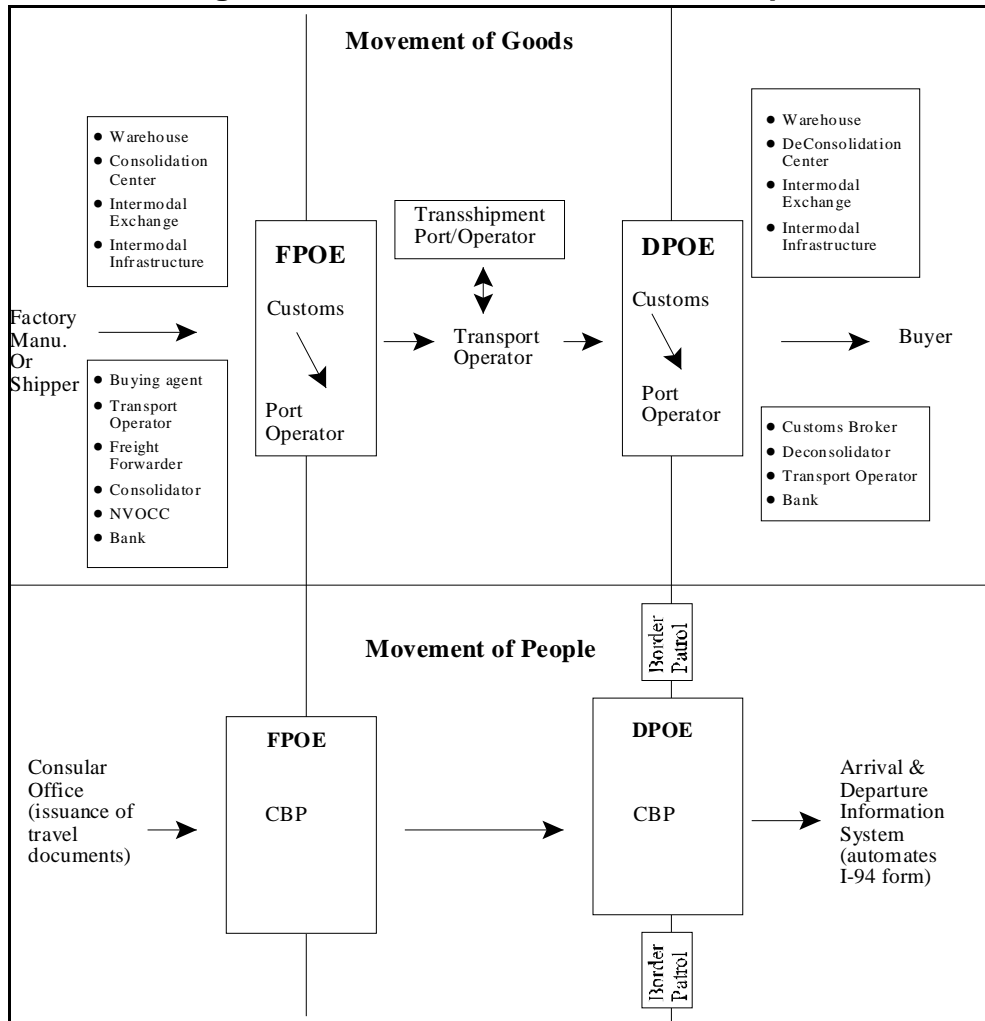 Movement of Goods
● Warehouse
● Consolidation
Center
● Intermodal
Exchange
● Intermodal
Infrastructure
● Warehouse
● DeConsolidation
Center
● Intermodal
Exchange
● Intermodal
Infrastructure
Transshipment
Port/Operator
FPOE
Customs
Port
Operator
Transport
Operator
DPOE
Customs
Port
Operator
Factory
Manu.
Or
Shipper
Buyer
● Buying agent
● Transport
Operator
● Freight
Forwarder
● Consolidator
● NVOCC
● Bank
● Customs Broker
● Deconsolidator
● Transport Operator
● Bank
Movement of People
Border
Patrol
FPOE
CBP
DPOE
CBP
Consular
Office
(issuance of
travel
documents)
Arrival &
Departure
Information
System
(automates
I-94 form)
Border
Patrol